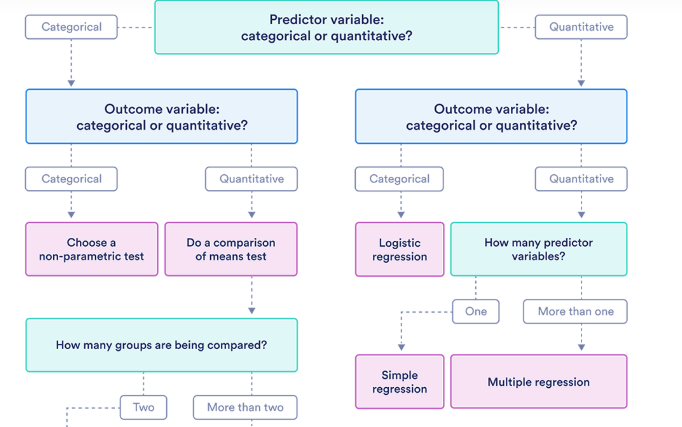 Predictor variable:
categorical or quantitative?
Categorical
Quantitative
Outcome variable:
categorical or quantitative?
Outcome variable:
categorical or quantitative?
Categorical
Quantitative
Categorical
Quantitative
Choose a
non-parametric test
Do a comparison
of means test
Logistic
regression
How many predictor
variables?
One
More than one
How many groups are being compared?
Simple
regression
Multiple regression
Two
More than two